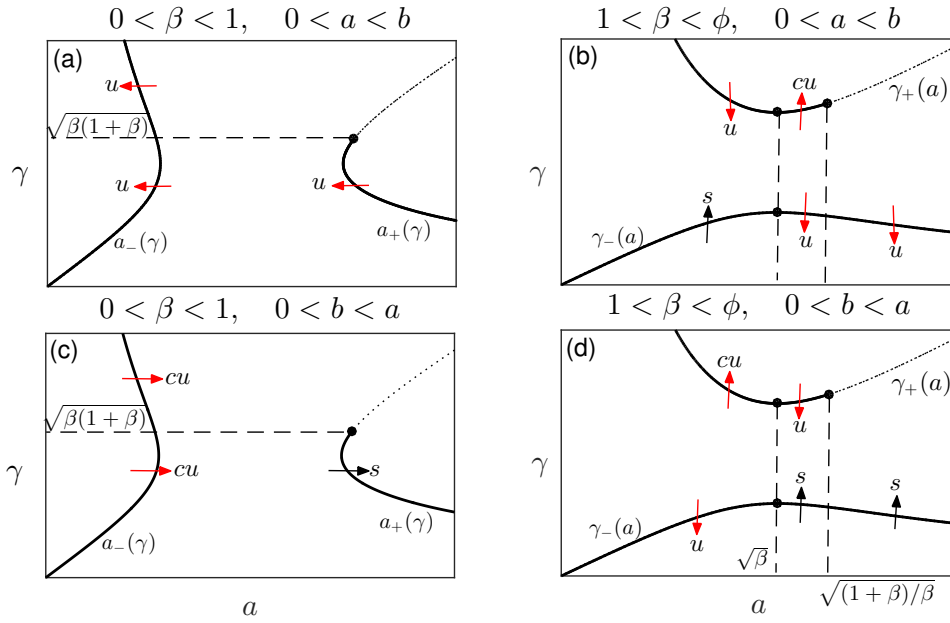 0 < β < 1, 0 < a < b
(a)
u
√β(1 + β)
γ
u
u
a₋(γ)
a₊(γ)
1 < β < φ, 0 < a < b
(b)
cu
γ₊(a)
u
γ
s
γ₋(a)
u
u
0 < β < 1, 0 < b < a
(c)
cu
√β(1 + β)
γ
cu
s
a₋(γ)
a₊(γ)
a
1 < β < φ, 0 < b < a
(d)
cu
γ₊(a)
u
γ
s
s
γ₋(a)
u
√β
√(1 + β)/β
a